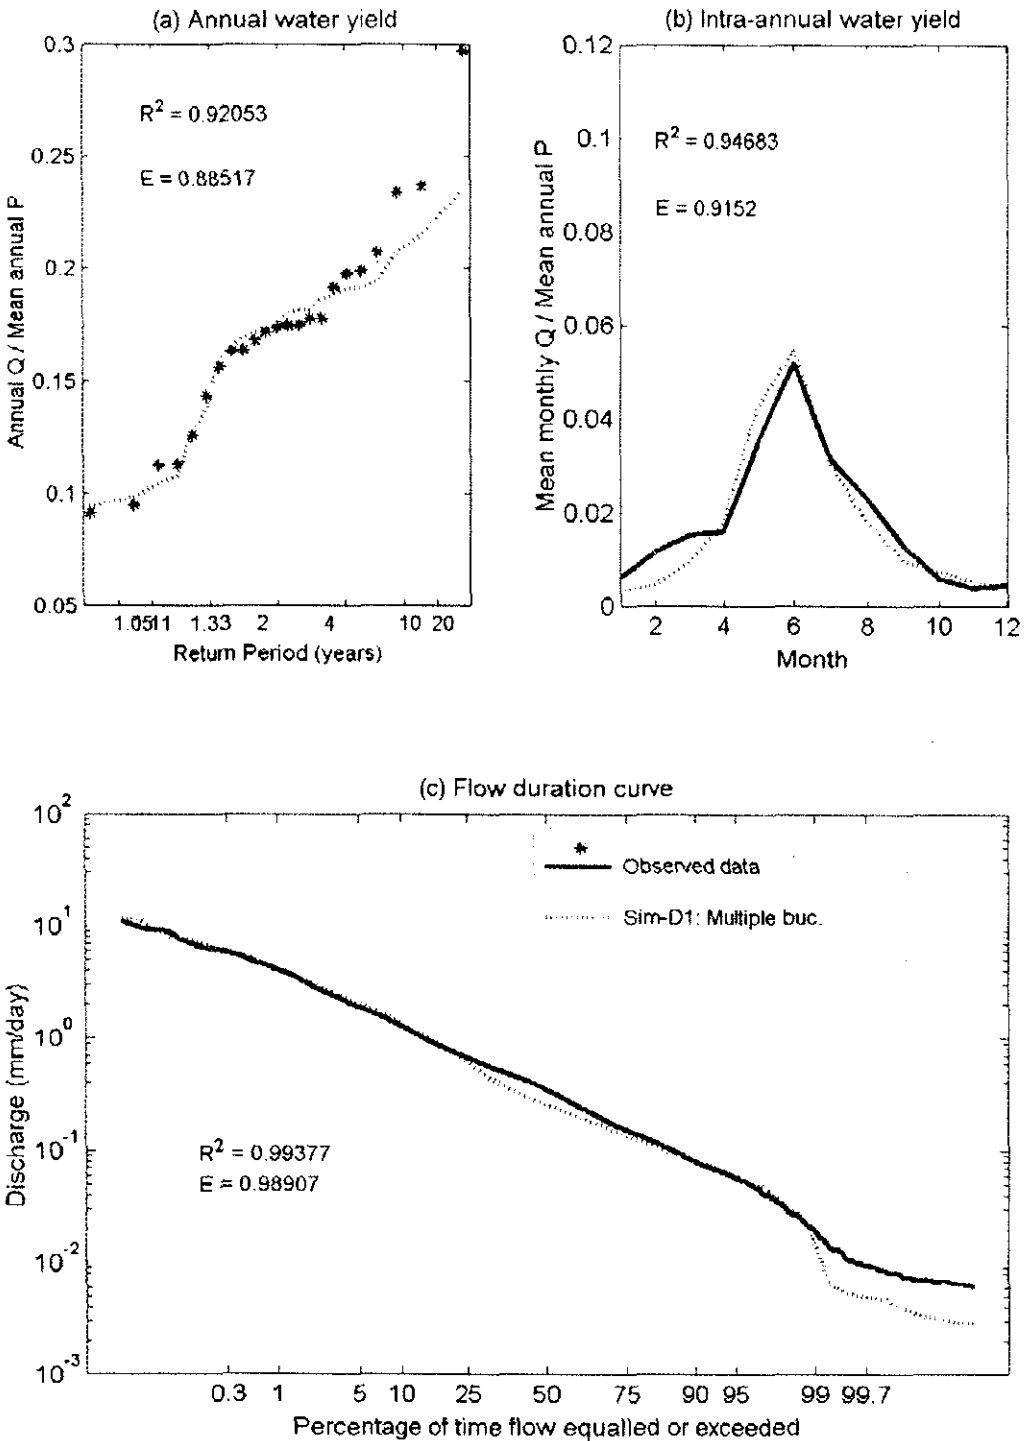 (a) Annual water yield
0.3
0.25
0.2
0.15
0.1
0.05
Annual Q / Mean annual P
R² = 0.92053
E = 0.88517
1.0511 1.33 2 4 10 20
Return Period (years)
(b) Intra-annual water yield
0.12
0.1
0.08
0.06
0.04
0.02
0
Mean monthly Q / Mean annual P
R² = 0.94683
E = 0.9152
2 4 6 8 10 12
Month
(c) Flow duration curve
10²
10¹
10⁰
10⁻¹
10⁻²
10⁻³
Discharge (mm/day)
Observed data
Sim-D1: Multiple buc.
R² = 0.99377
E = 0.98907
0.3 1 5 10 25 50 75 90 95 99 99.7
Percentage of time flow equalled or exceeded